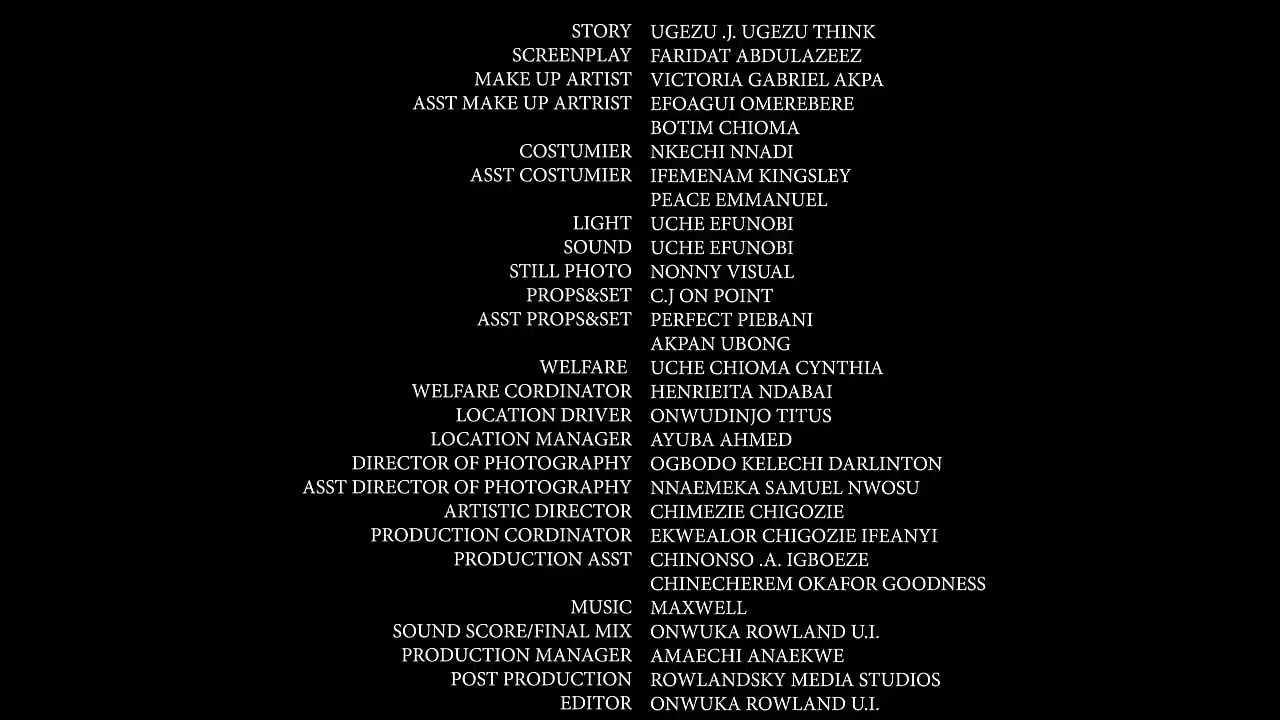 STORY UGEZU .J. UGEZU THINK
SCREENPLAY FARIDAT ABDULAZEEZ
MAKE UP ARTIST VICTORIA GABRIEL AKPA
ASST MAKE UP ARTRIST EFOAGUI OMEREBERE
BOTIM CHIOMA
COSTUMIER NKECHI NNADI
ASST COSTUMIER IFEMENAM KINGSLEY
PEACE EMMANUEL
LIGHT UCHE EFUNOBI
SOUND UCHE EFUNOBI
STILL PHOTO NONNY VISUAL
PROPS&SET C.J ON POINT
ASST PROPS&SET PERFECT PIEBANI
AKPAN UBONG
WELFARE UCHE CHIOMA CYNTHIA
WELFARE CORDINATOR HENRIEITA NDABAI
LOCATION DRIVER ONWUDINJO TITUS
LOCATION MANAGER AYUBA AHMED
DIRECTOR OF PHOTOGRAPHY OGBODO KELECHI DARLINTON
ASST DIRECTOR OF PHOTOGRAPHY NNAEMEKA SAMUEL NWOSU
ARTISTIC DIRECTOR CHIMEZIE CHIGOZIE
PRODUCTION CORDINATOR EKWEALOR CHIGOZIE IFEANYI
PRODUCTION ASST CHINONSO .A. IGBOEZE
CHINECHEREM OKAFOR GOODNESS
MUSIC MAXWELL
SOUND SCORE/FINAL MIX ONWUKA ROWLAND U.I.
PRODUCTION MANAGER AMAECHI ANAEKWE
POST PRODUCTION ROWLANDSKY MEDIA STUDIOS
EDITOR ONWUKA ROWLAND U.I.